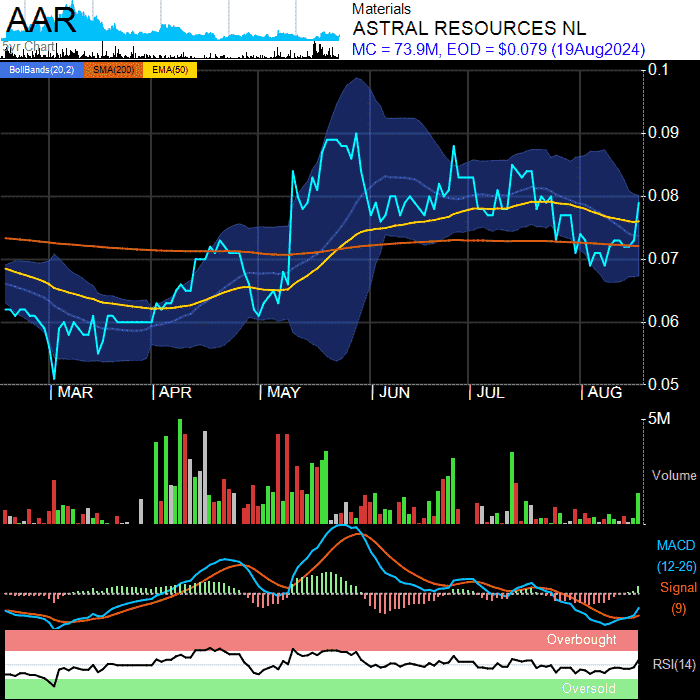 AAR
5yr Chart
Materials
ASTRAL RESOURCES NL
MC = 73.9M, EOD = $0.079 (19Aug2024)
BollBands(20,2) SMA(200) EMA(50)
0.1
0.09
0.08
0.07
0.06
0.05
MAR APR MAY JUN JUL AUG
5M
Volume
MACD
(12-26)
Signal
(9)
Overbought
RSI(14)
Oversold